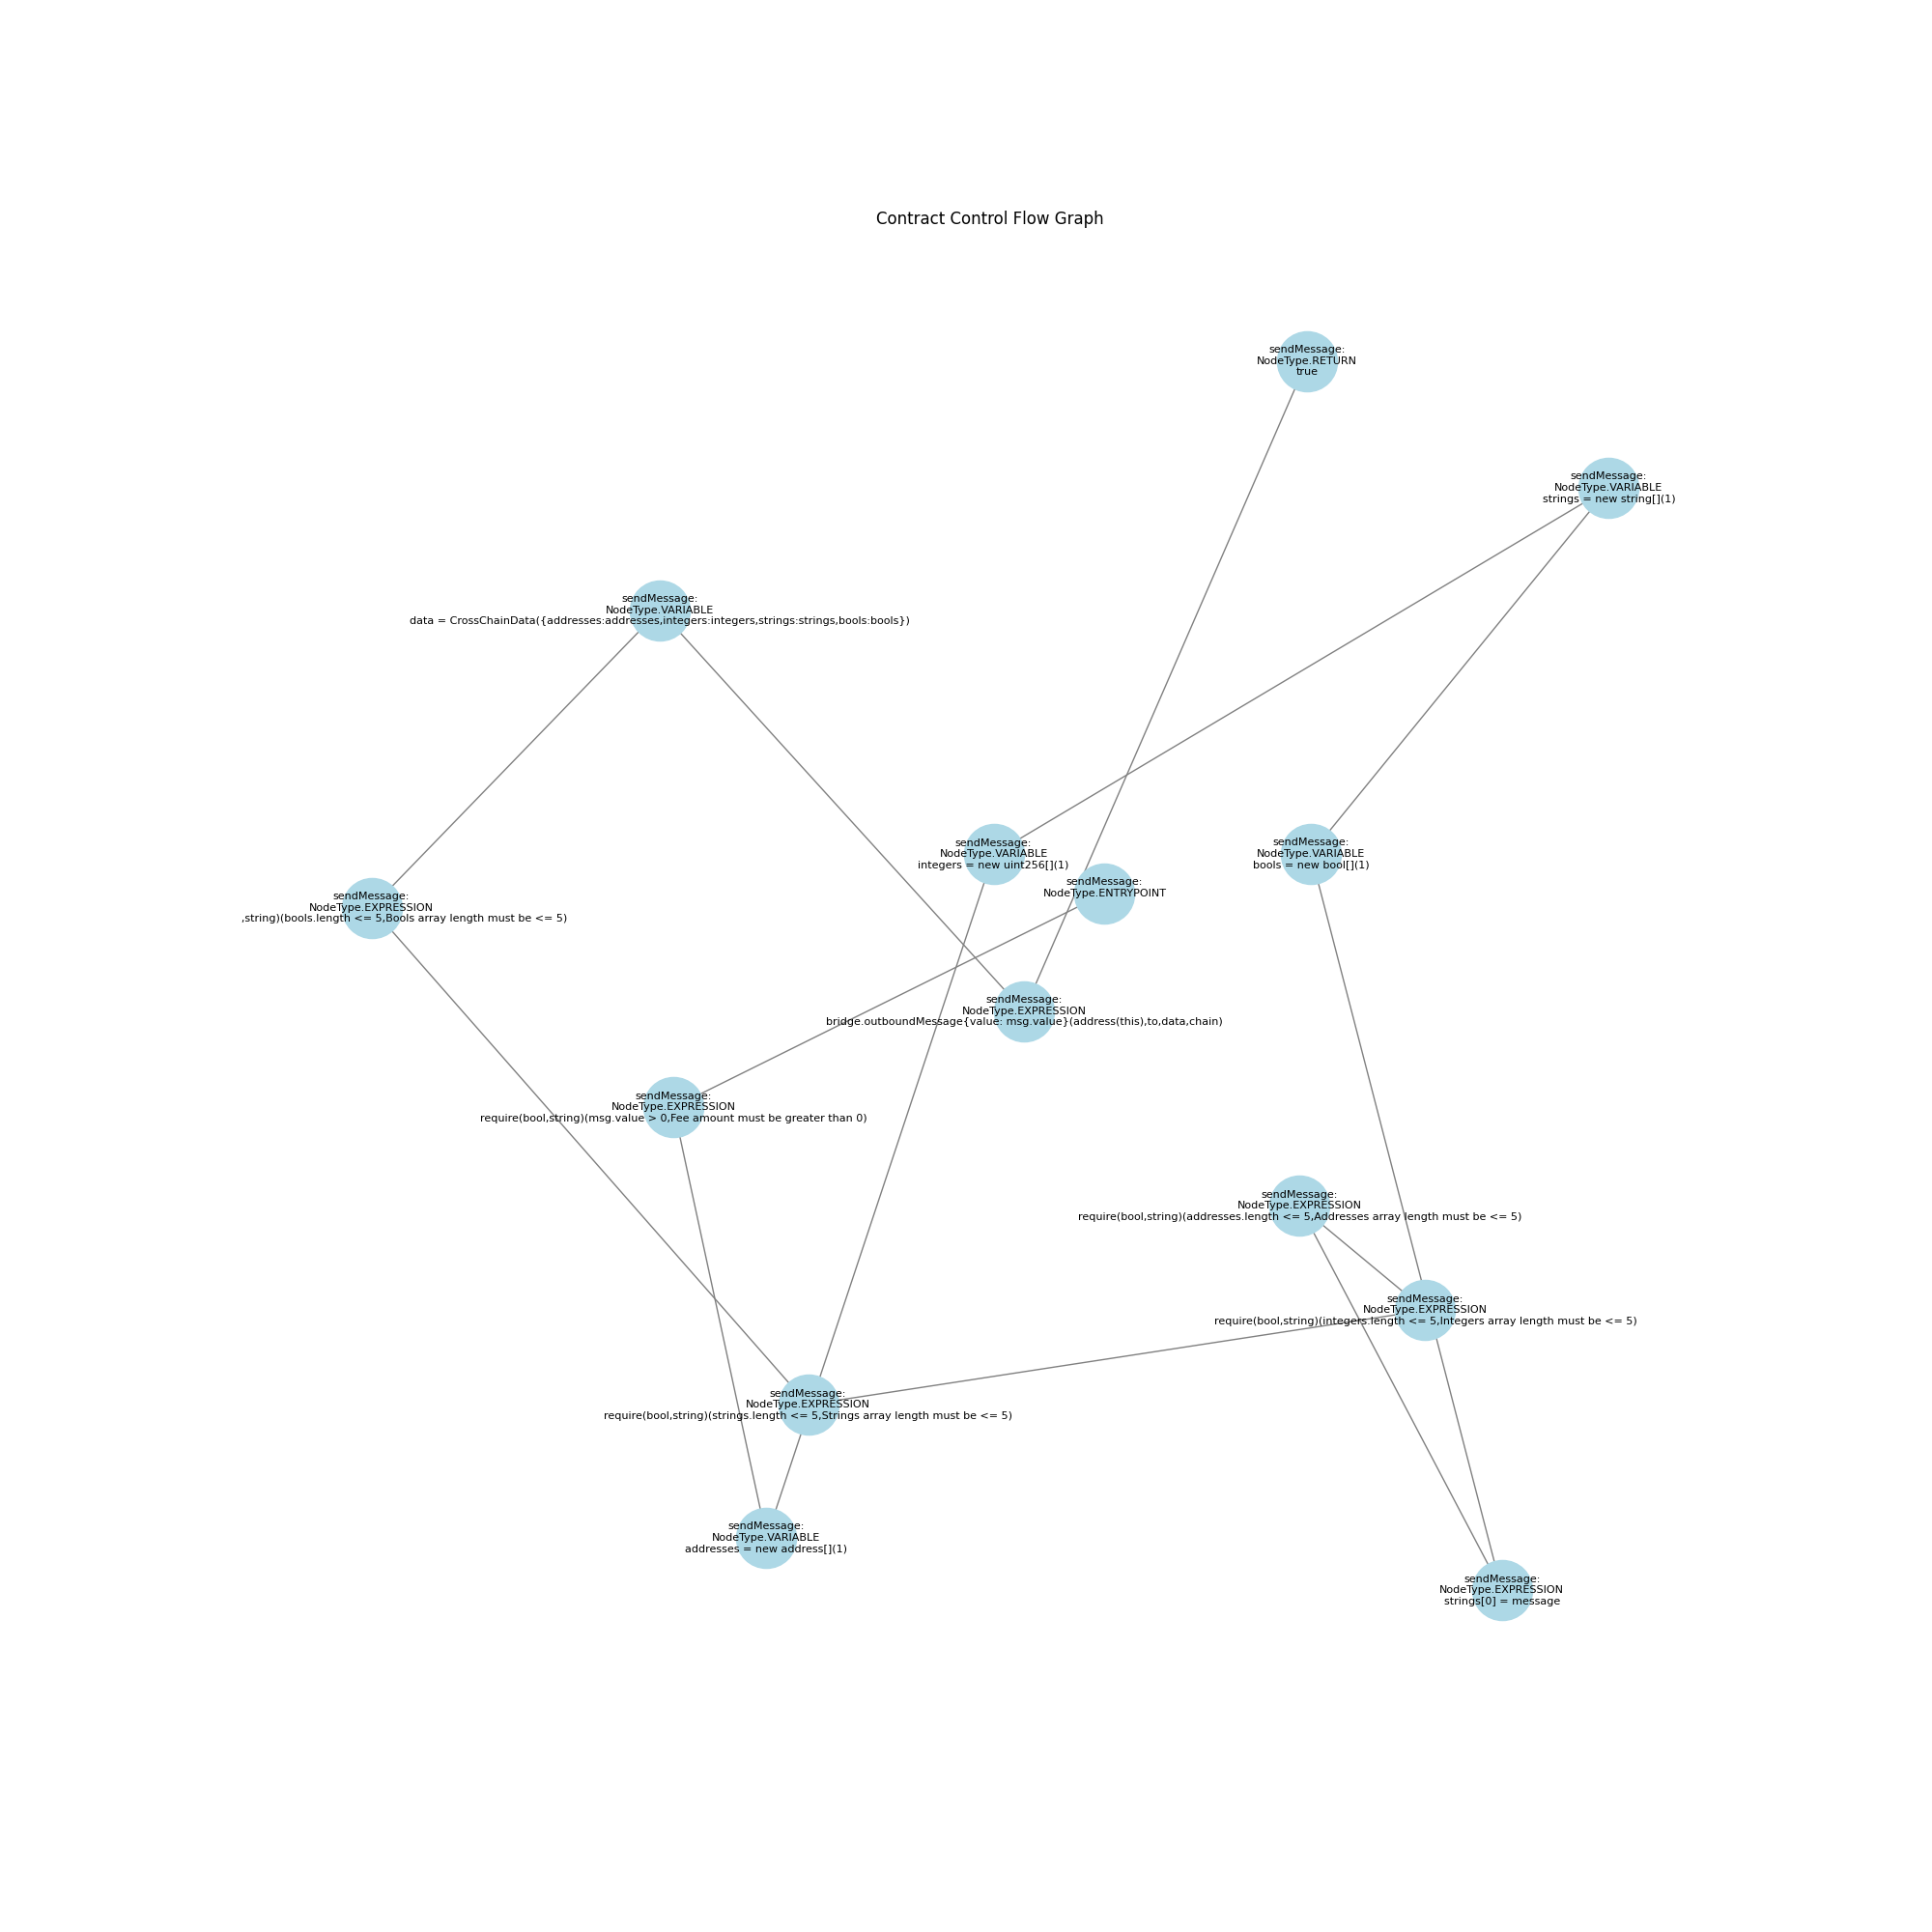 Contract Control Flow Graph
sendMessage:
NodeType.RETURN
true
sendMessage:
NodeType.VARIABLE
strings = new string[](1)
sendMessage:
NodeType.VARIABLE
data = CrossChainData({addresses:addresses,integers:integers,strings:strings,bools:bools})
sendMessage:
NodeType.VARIABLE
integers = new uint256[](1)
sendMessage:
NodeType.VARIABLE
bools = new bool[](1)
sendMessage:
NodeType.ENTRYPOINT
sendMessage:
NodeType.EXPRESSION
,string)(bools.length <= 5,Bools array length must be <= 5)
sendMessage:
NodeType.EXPRESSION
bridge.outboundMessage{value: msg.value}(address(this),to,data,chain)
sendMessage:
NodeType.EXPRESSION
require(bool,string)(msg.value > 0,Fee amount must be greater than 0)
sendMessage:
NodeType.EXPRESSION
require(bool,string)(addresses.length <= 5,Addresses array length must be <= 5)
sendMessage:
NodeType.EXPRESSION
require(bool,string)(integers.length <= 5,Integers array length must be <= 5)
sendMessage:
NodeType.EXPRESSION
require(bool,string)(strings.length <= 5,Strings array length must be <= 5)
sendMessage:
NodeType.VARIABLE
addresses = new address[](1)
sendMessage:
NodeType.EXPRESSION
strings[0] = message